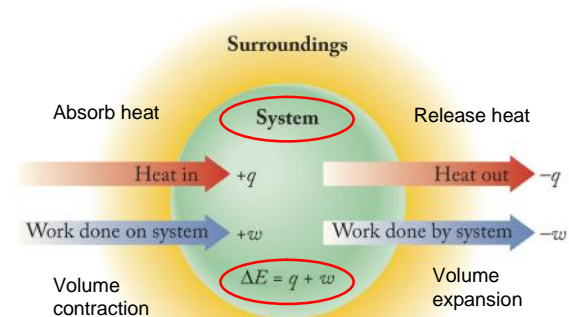 Surroundings
Absorb heat
System
Release heat
Heat in
+q
Heat out
−q
Work done on system
+w
Work done by system
−w
Volume
contraction
ΔE = q + w
Volume
expansion